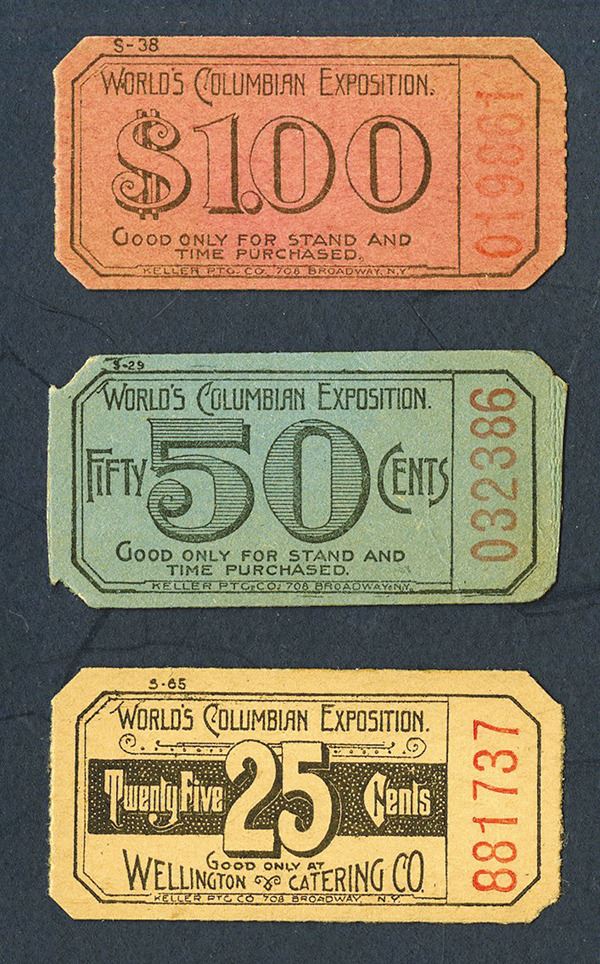 S-38
WORLD'S COLUMBIAN EXPOSITION.
$1.00
GOOD ONLY FOR STAND AND
TIME PURCHASED.
KELLER PTG. CO. 708 BROADWAY. N.Y.
019861
S-29
WORLD'S COLUMBIAN EXPOSITION.
FIFTY 50 CENTS
GOOD ONLY FOR STAND AND
TIME PURCHASED.
KELLER PTG. CO. 708 BROADWAY. N.Y.
032386
S-65
WORLD'S COLUMBIAN EXPOSITION.
Twenty Five 25 Cents
GOOD ONLY AT
WELLINGTON CATERING CO.
KELLER PTG CO 708 BROADWAY N.Y.
881737